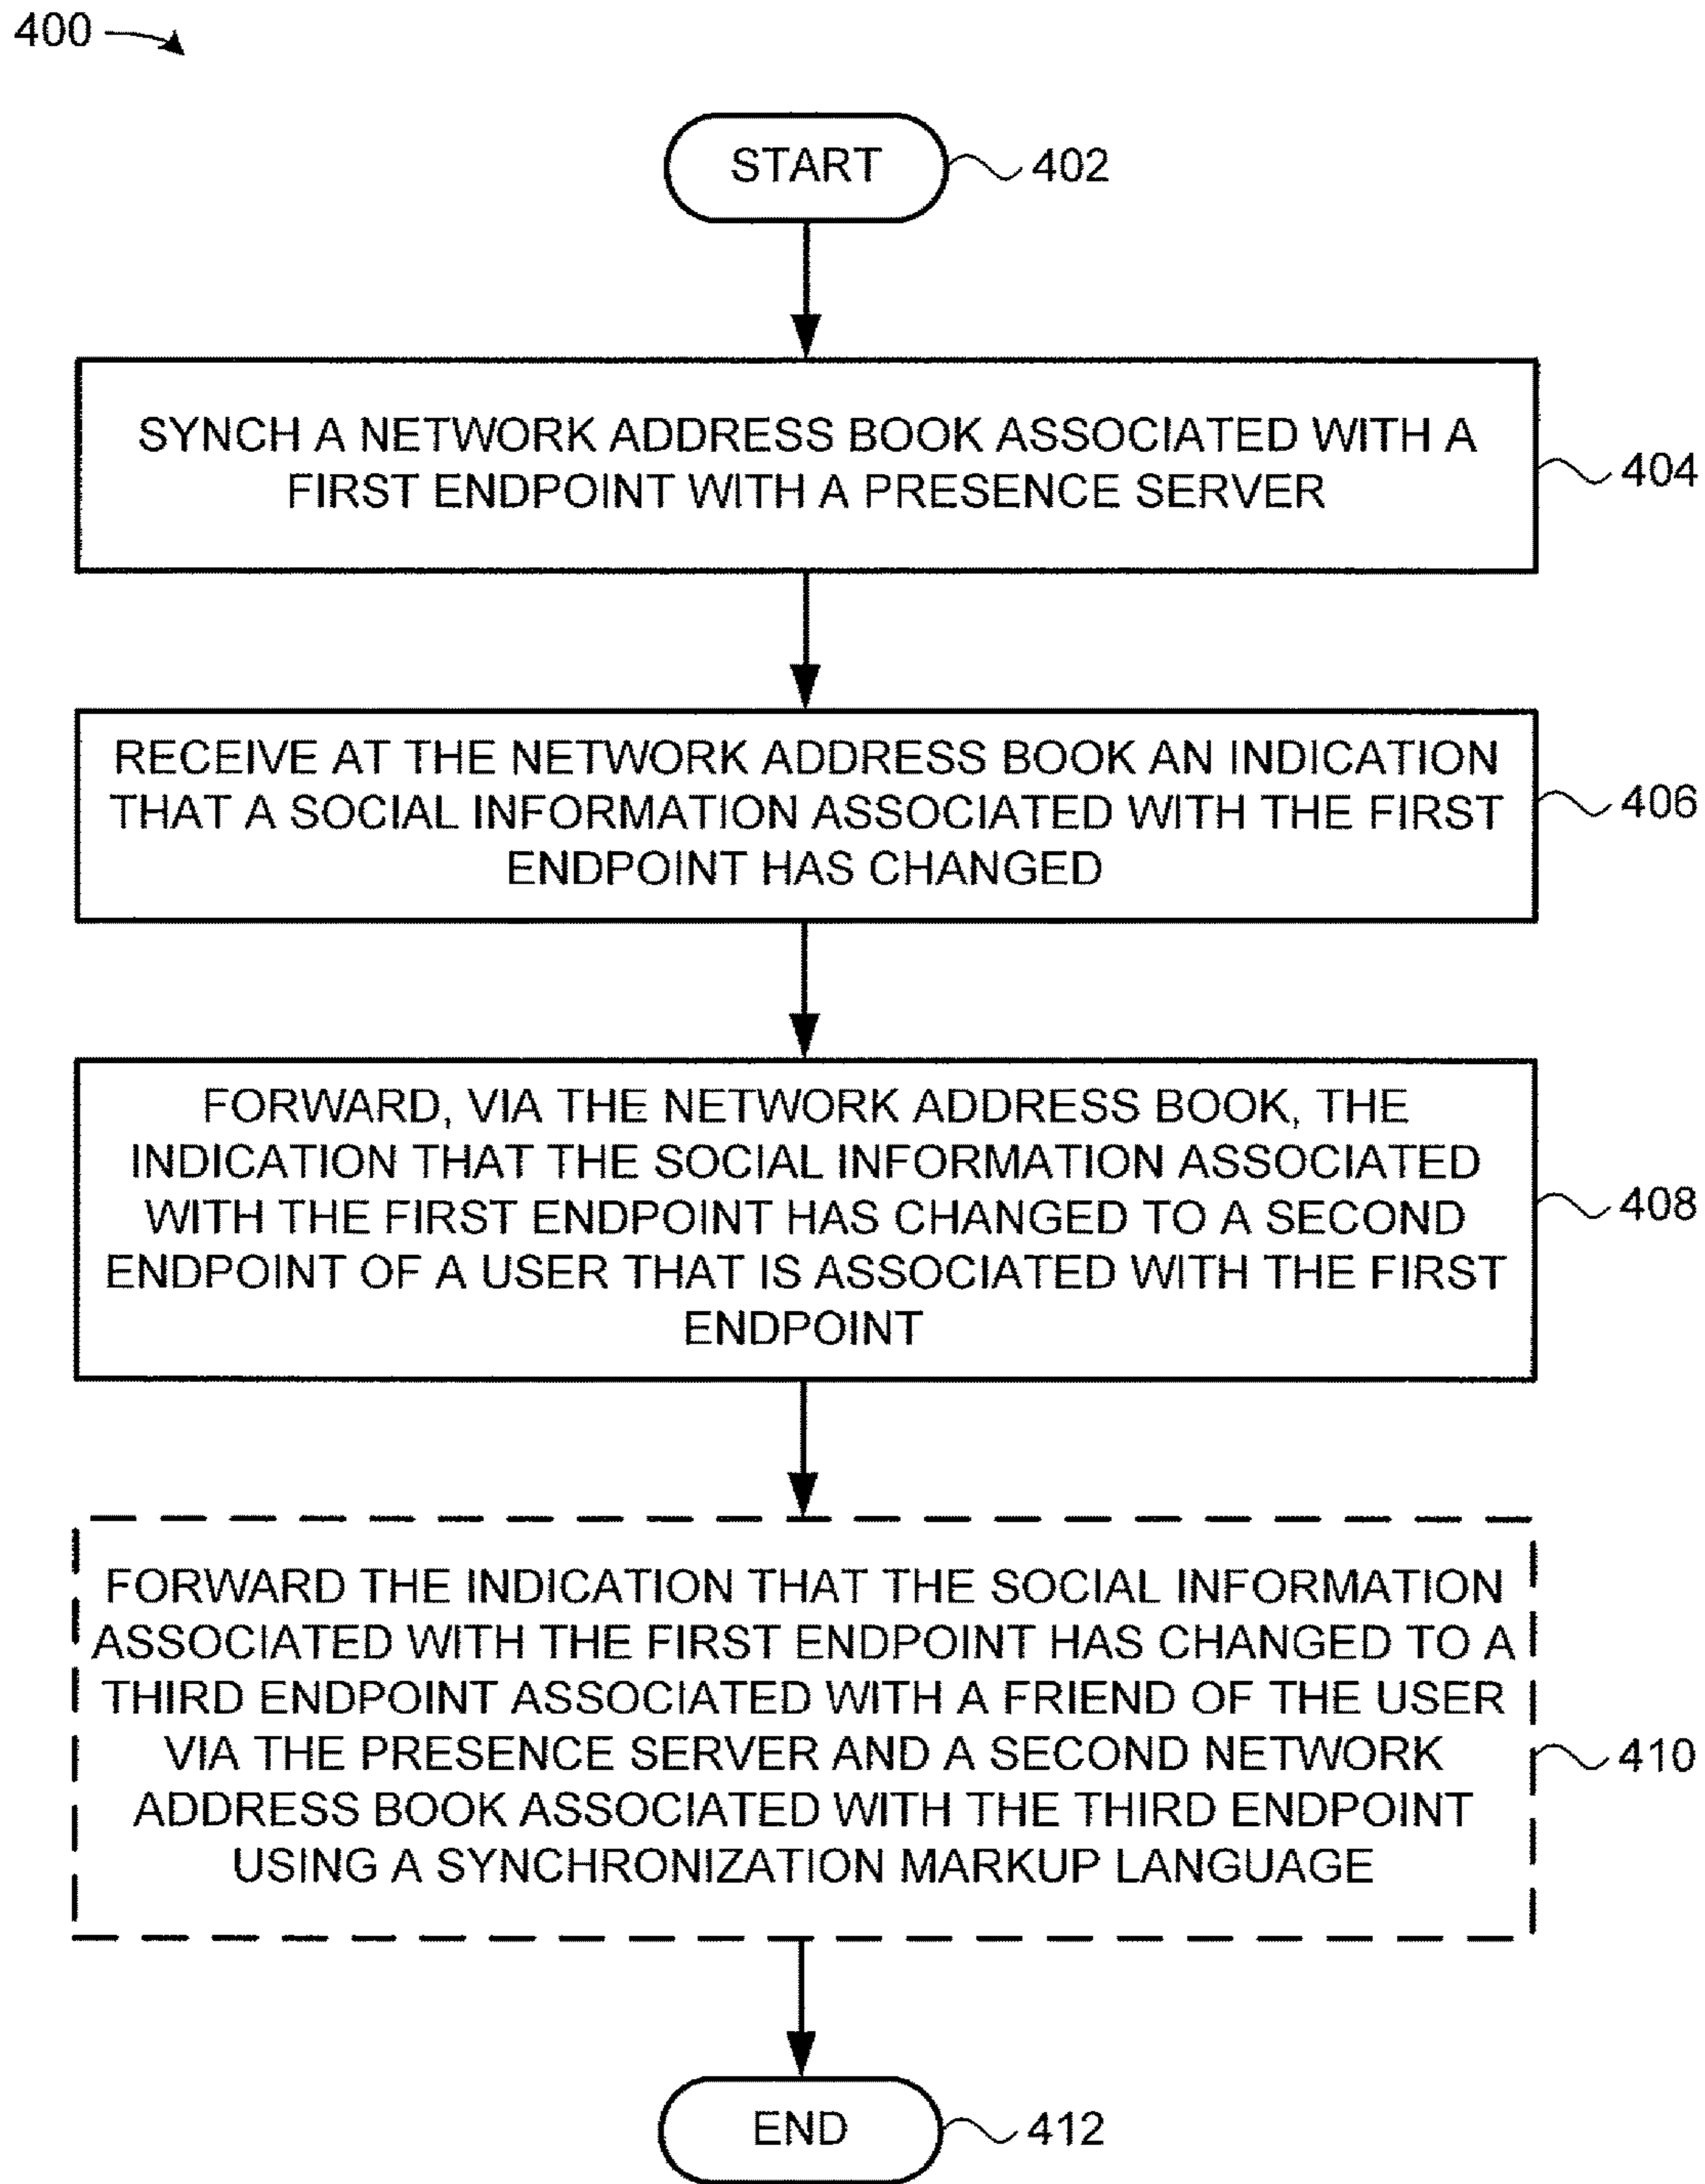 400
START
402
SYNCH A NETWORK ADDRESS BOOK ASSOCIATED WITH A
FIRST ENDPOINT WITH A PRESENCE SERVER
404
RECEIVE AT THE NETWORK ADDRESS BOOK AN INDICATION
THAT A SOCIAL INFORMATION ASSOCIATED WITH THE FIRST
ENDPOINT HAS CHANGED
406
FORWARD, VIA THE NETWORK ADDRESS BOOK, THE
INDICATION THAT THE SOCIAL INFORMATION ASSOCIATED
WITH THE FIRST ENDPOINT HAS CHANGED TO A SECOND
ENDPOINT OF A USER THAT IS ASSOCIATED WITH THE FIRST
ENDPOINT
408
FORWARD THE INDICATION THAT THE SOCIAL INFORMATION
ASSOCIATED WITH THE FIRST ENDPOINT HAS CHANGED TO A
THIRD ENDPOINT ASSOCIATED WITH A FRIEND OF THE USER
VIA THE PRESENCE SERVER AND A SECOND NETWORK
ADDRESS BOOK ASSOCIATED WITH THE THIRD ENDPOINT
USING A SYNCHRONIZATION MARKUP LANGUAGE
410
END
412